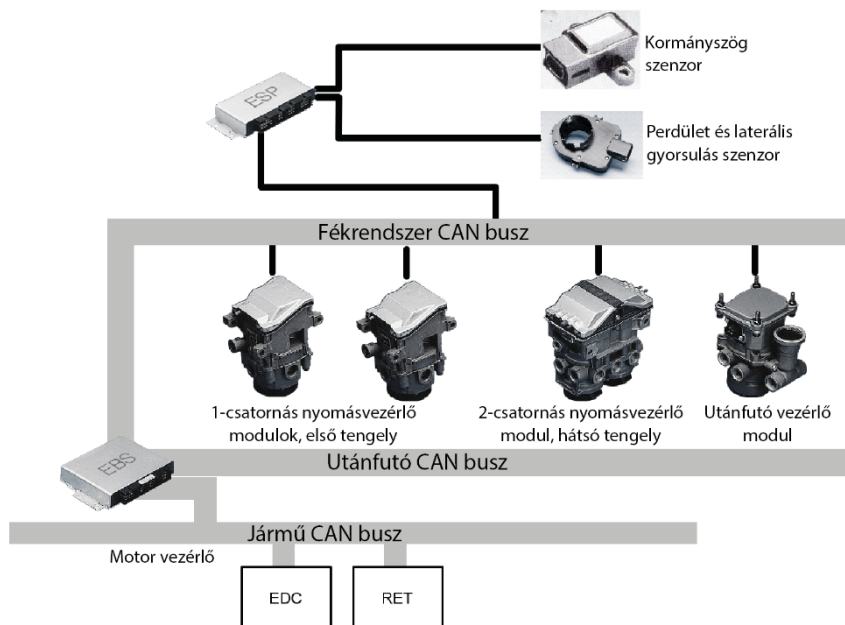 ESP
Kormányszög
szenzor
Perdület és laterális
gyorsulás szenzor
Fékrendszer CAN busz
1-csatornás nyomásvezérlő
modulok, első tengely
2-csatornás nyomásvezérlő
modul, hátsó tengely
Utánfutó vezérlő
modul
EBS
Utánfutó CAN busz
Jármű CAN busz
Motor vezérlő
EDC
RET